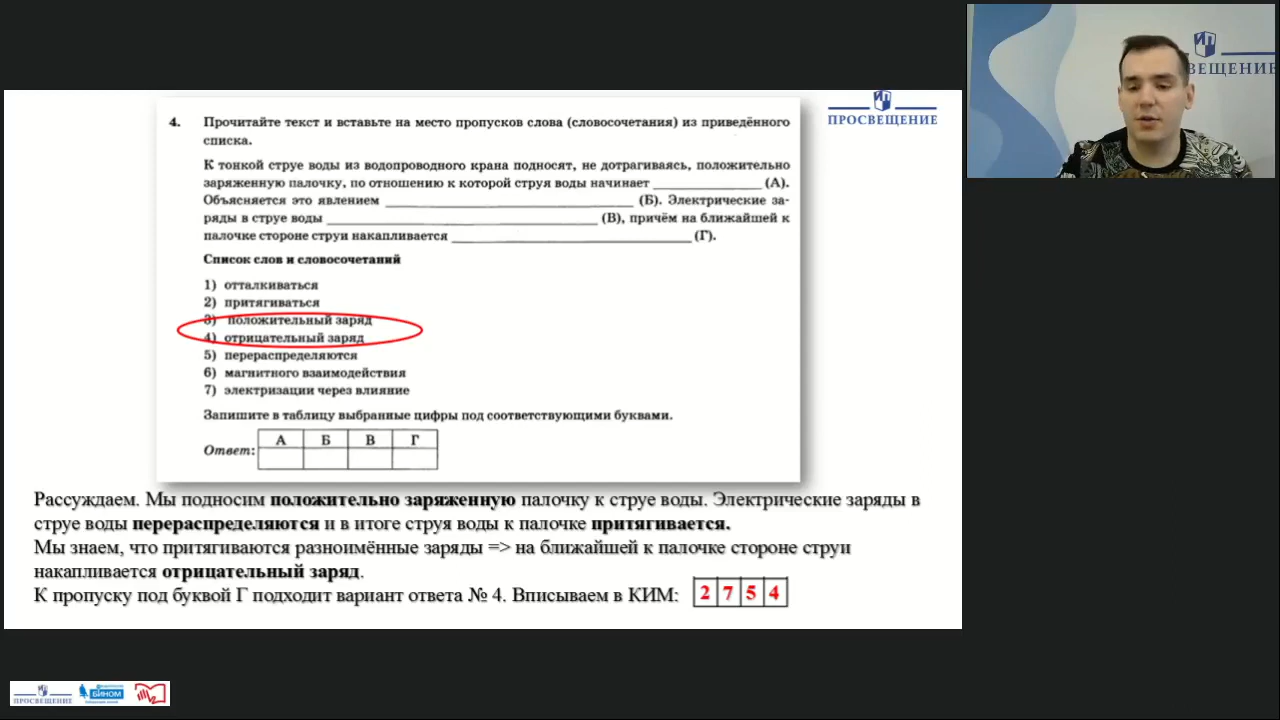 ПРОСВЕЩЕНИЕ
4. Прочитайте текст и вставьте на место пропусков слова (словосочетания) из приведённого
списка.
К тонкой струе воды из водопроводного крана подносят, не дотрагиваясь, положительно
заряженную палочку, по отношению к которой струя воды начинает ____________ (А).
Объясняется это явлением ____________________________ (Б). Электрические за-
ряды в струе воды ______________________________ (В), причём на ближайшей к
палочке стороне струи накапливается ___________________________ (Г).
Список слов и словосочетаний
1) отталкиваться
2) притягиваться
3) положительный заряд
4) отрицательный заряд
5) перераспределяются
6) магнитного взаимодействия
7) электризации через влияние
Запишите в таблицу выбранные цифры под соответствующими буквами.
Ответ: А Б В Г
Рассуждаем. Мы подносим положительно заряженную палочку к струе воды. Электрические заряды в
струе воды перераспределяются и в итоге струя воды к палочке притягивается.
Мы знаем, что притягиваются разноимённые заряды => на ближайшей к палочке стороне струи
накапливается отрицательный заряд.
К пропуску под буквой Г подходит вариант ответа № 4. Вписываем в КИМ: 2 7 5 4
ВЕЩЕНИЕ
ПРОСВЕЩЕНИЕ
БИНОМ